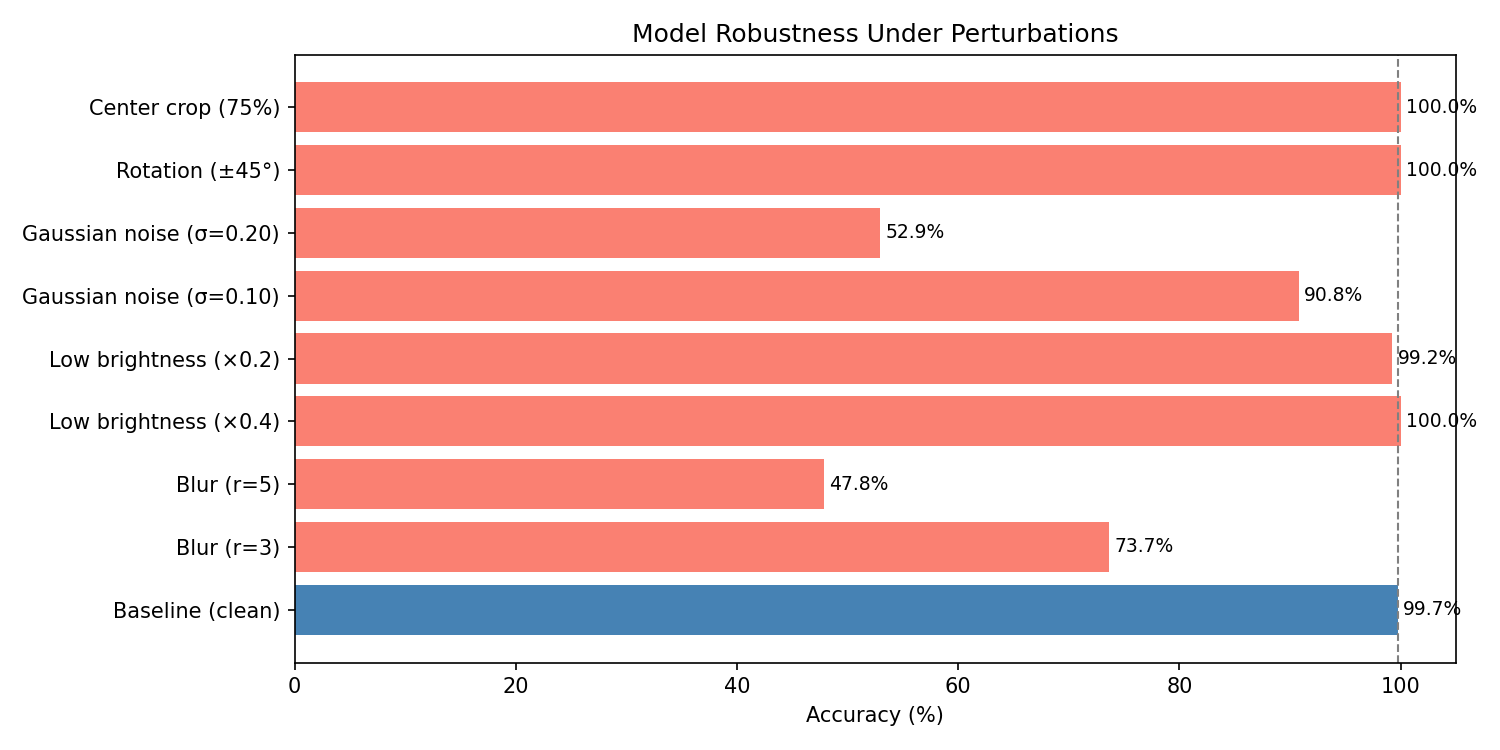 Model Robustness Under Perturbations
Center crop (75%) 100.0%
Rotation (±45°) 100.0%
Gaussian noise (σ=0.20) 52.9%
Gaussian noise (σ=0.10) 90.8%
Low brightness (×0.2) 99.2%
Low brightness (×0.4) 100.0%
Blur (r=5) 47.8%
Blur (r=3) 73.7%
Baseline (clean) 99.7%
0 20 40 60 80 100
Accuracy (%)